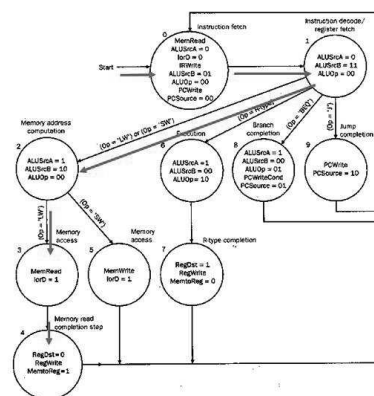 Instruction fetch
0
MemRead
ALUSrcA = 0
IorD = 0
IRWrite
ALUSrcB = 01
ALUOp = 00
PCWrite
PCSource = 00
Start
Instruction decode/
register fetch
1
ALUSrcA = 0
ALUSrcB = 11
ALUOp = 00
(Op = 'LW') or (Op = 'SW')
(Op = R-type)
(Op = 'BEQ')
(Op = 'J')
Memory address
computation
2
ALUSrcA = 1
ALUSrcB = 10
ALUOp = 00
Execution
6
ALUSrcA = 1
ALUSrcB = 00
ALUOp = 10
Branch
completion
8
ALUSrcA = 1
ALUSrcB = 00
ALUOp = 01
PCWriteCond
PCSource = 01
Jump
completion
9
PCWrite
PCSource = 10
(Op = 'LW')
(Op = 'SW')
Memory
access
3
MemRead
IorD = 1
Memory
access
5
MemWrite
IorD = 1
R-type completion
7
RegDst = 1
RegWrite
MemtoReg = 0
Memory read
completion step
4
RegDst = 0
RegWrite
MemtoReg = 1